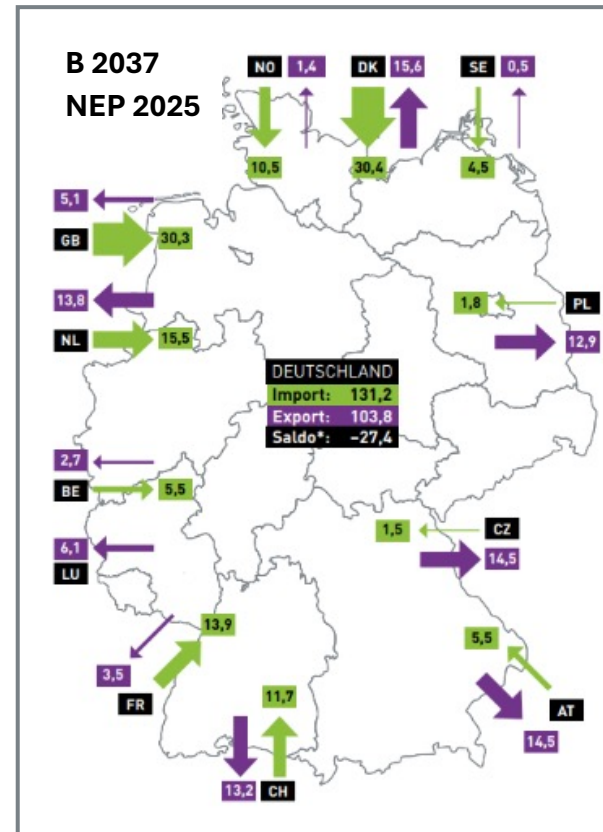 B 2037
NEP 2025
NO 1,4 DK 15,6 SE 0,5
10,5 30,4 4,5
5,1
GB 30,3
13,8
NL 15,5
1,8 PL
12,9
DEUTSCHLAND
Import: 131,2
Export: 103,8
Saldo*: −27,4
2,7
BE 5,5
6,1
LU
1,5 CZ
14,5
13,9
3,5
FR
5,5
AT
14,5
11,7
13,2 CH